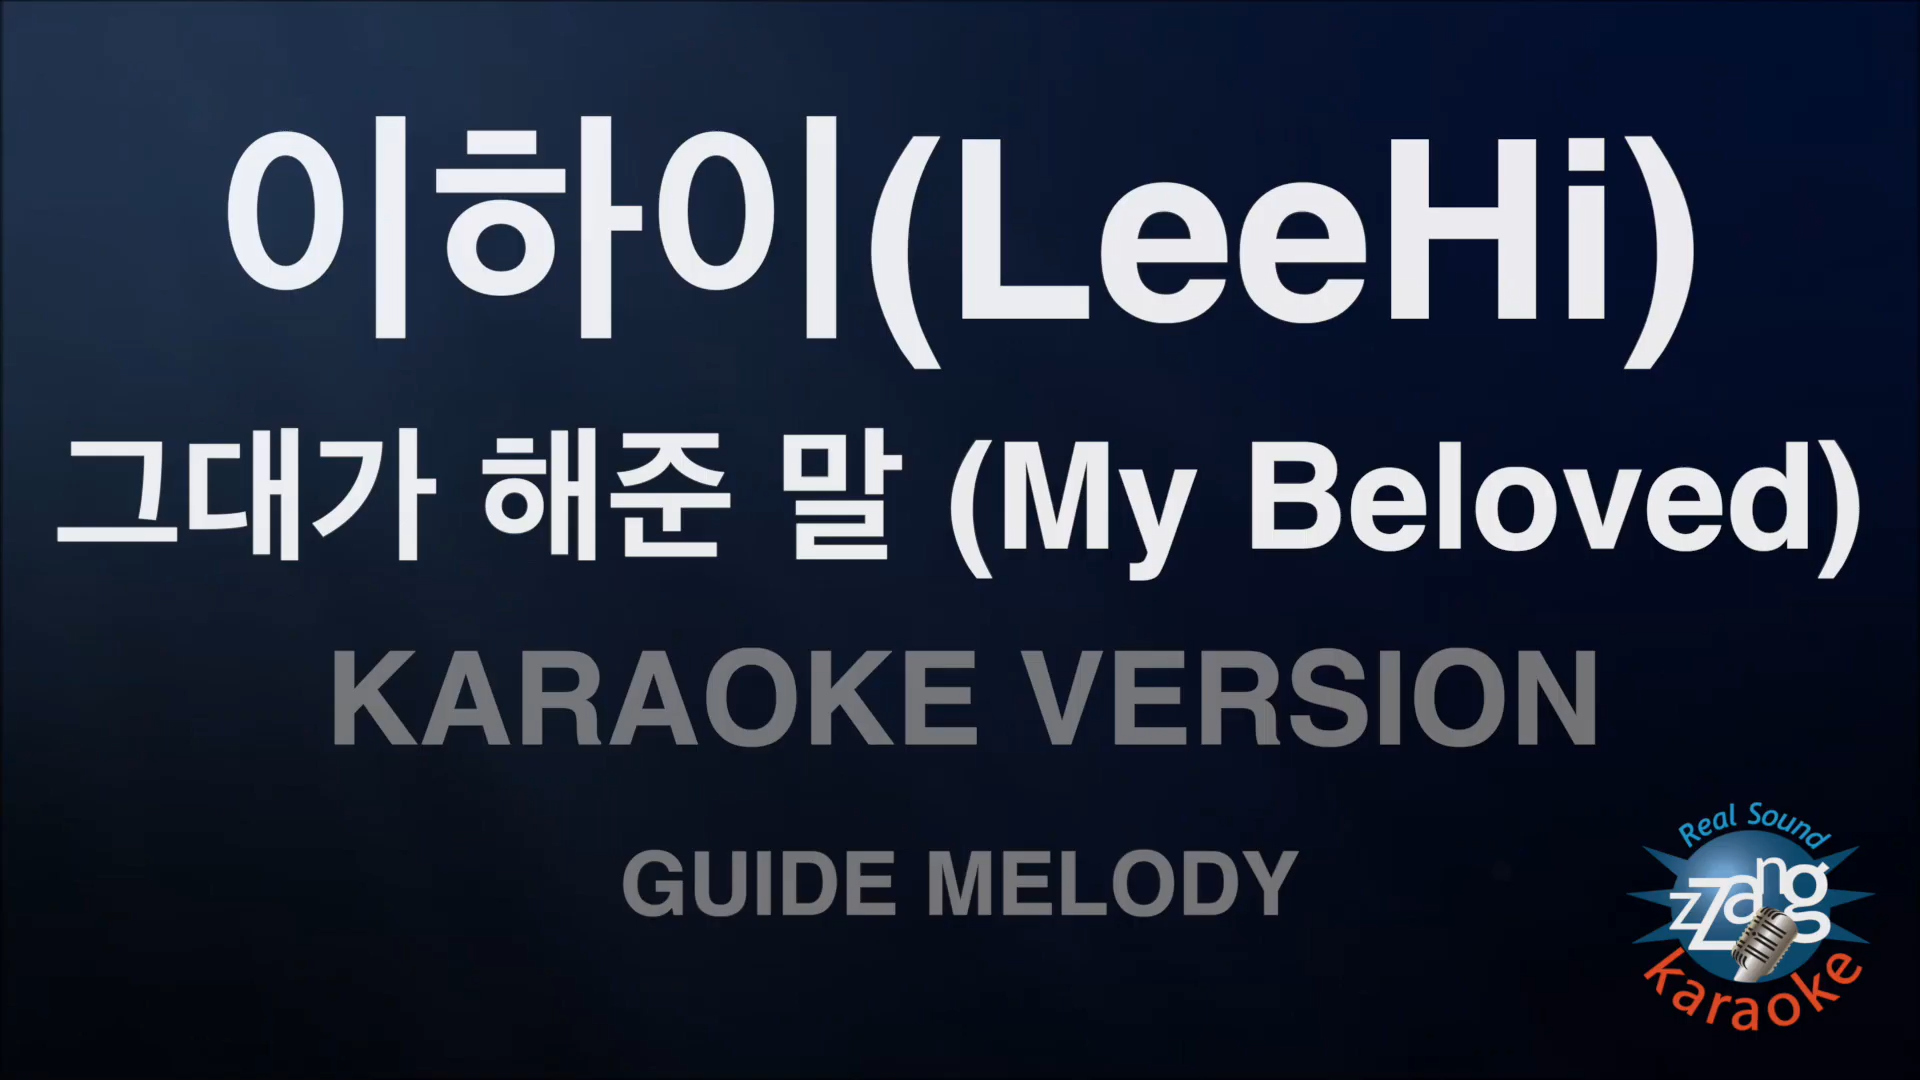 이하이(LeeHi)
그대가 해준 말 (My Beloved)
KARAOKE VERSION
GUIDE MELODY
Real Sound
zZang
karaoke